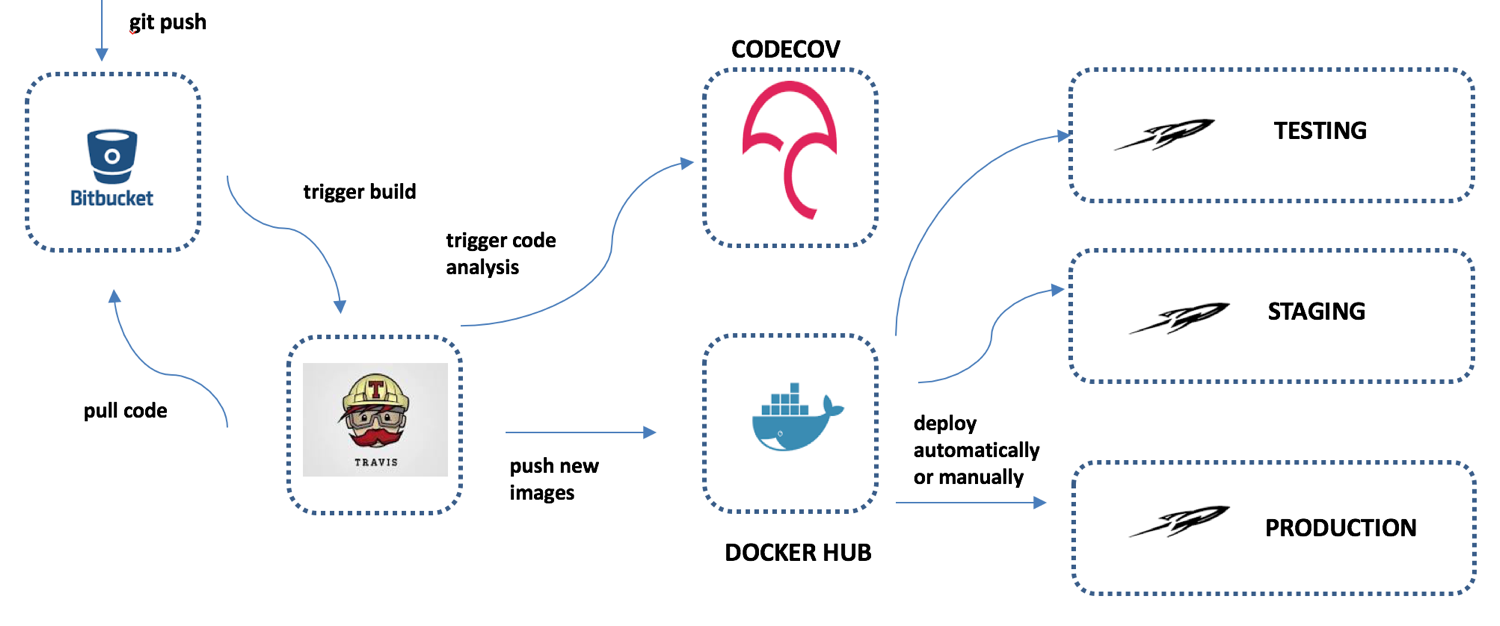 git push
CODECOV
TESTING
Bitbucket
trigger build
trigger code
analysis
STAGING
pull code
T
TRAVIS
push new
images
deploy
automatically
or manually
PRODUCTION
DOCKER HUB